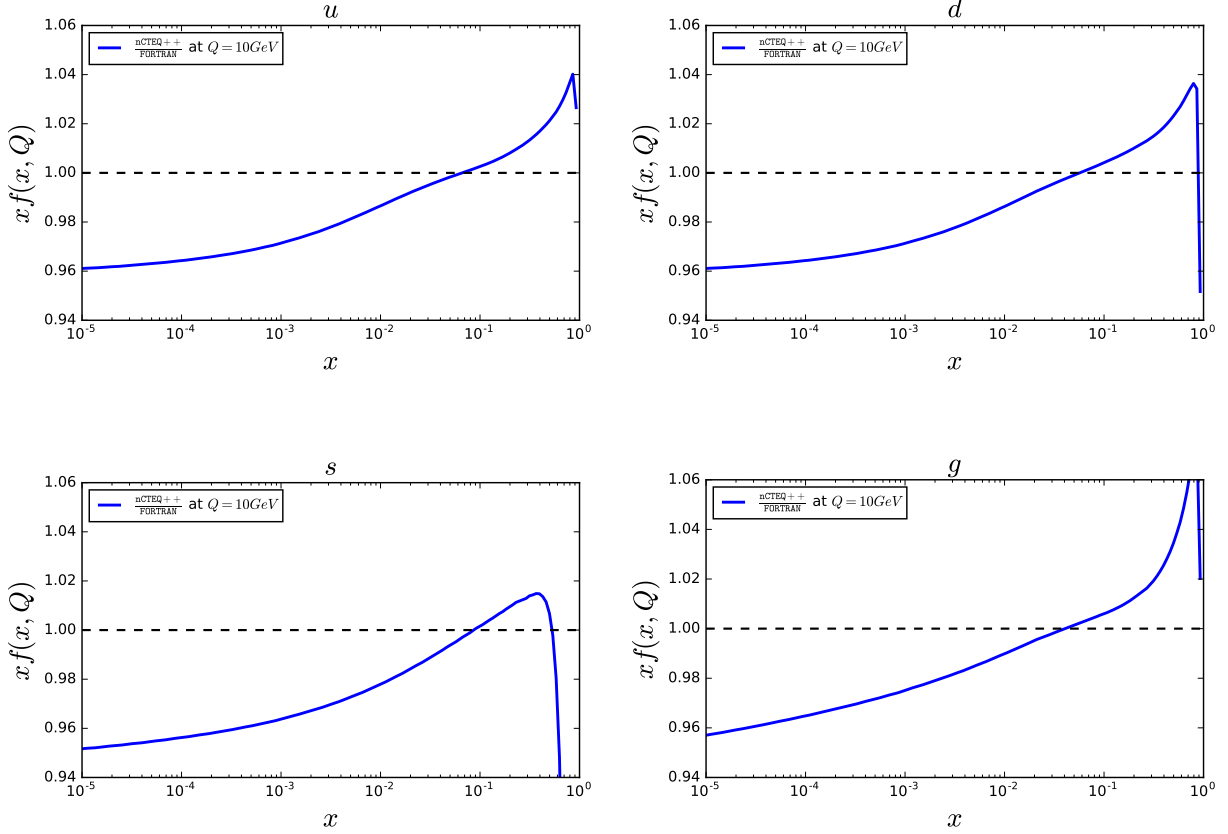 u
1.06
1.04
1.02
1.00
0.98
0.96
0.94
xf(x, Q)
nCTEQ++
FORTRAN
at Q = 10GeV
10^-5 10^-4 10^-3 10^-2 10^-1 10^0
x
d
1.06
1.04
1.02
1.00
0.98
0.96
0.94
xf(x, Q)
nCTEQ++
FORTRAN
at Q = 10GeV
10^-5 10^-4 10^-3 10^-2 10^-1 10^0
x
s
1.06
1.04
1.02
1.00
0.98
0.96
0.94
xf(x, Q)
nCTEQ++
FORTRAN
at Q = 10GeV
10^-5 10^-4 10^-3 10^-2 10^-1 10^0
x
g
1.06
1.04
1.02
1.00
0.98
0.96
0.94
xf(x, Q)
nCTEQ++
FORTRAN
at Q = 10GeV
10^-5 10^-4 10^-3 10^-2 10^-1 10^0
x